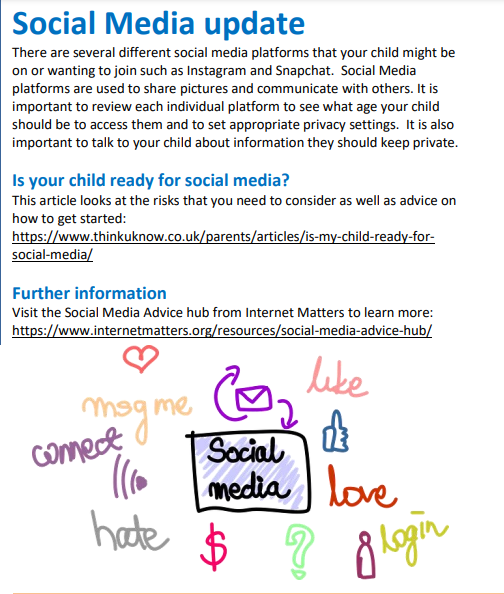 Social Media update
There are several different social media platforms that your child might be
on or wanting to join such as Instagram and Snapchat.  Social Media
platforms are used to share pictures and communicate with others. It is
important to review each individual platform to see what age your child
should be to access them and to set appropriate privacy settings.  It is also
important to talk to your child about information they should keep private.
Is your child ready for social media?
This article looks at the risks that you need to consider as well as advice on
how to get started:
https://www.thinkuknow.co.uk/parents/articles/is-my-child-ready-for-
social-media/
Further information
Visit the Social Media Advice hub from Internet Matters to learn more:
https://www.internetmatters.org/resources/social-media-advice-hub/
like
msg me
connect
Social
media
love
hate
$
?
login